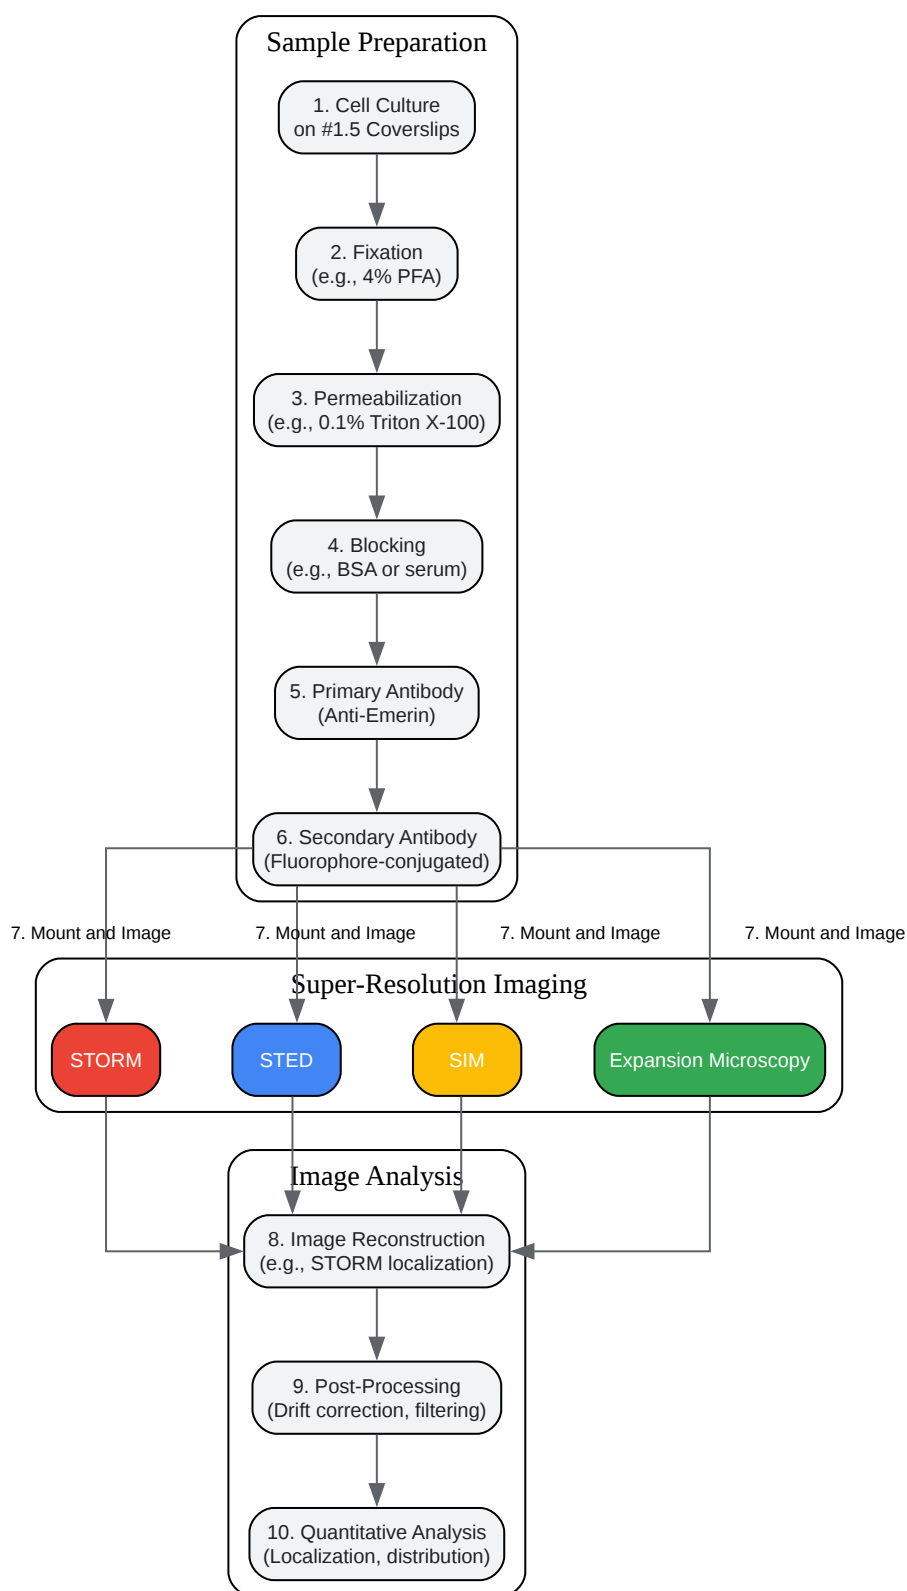 Sample Preparation
1. Cell Culture
on #1.5 Coverslips
2. Fixation
(e.g., 4% PFA)
3. Permeabilization
(e.g., 0.1% Triton X-100)
4. Blocking
(e.g., BSA or serum)
5. Primary Antibody
(Anti-Emerin)
6. Secondary Antibody
(Fluorophore-conjugated)
7. Mount and Image
7. Mount and Image
7. Mount and Image
7. Mount and Image
Super-Resolution Imaging
STORM
STED
SIM
Expansion Microscopy
Image Analysis
8. Image Reconstruction
(e.g., STORM localization)
9. Post-Processing
(Drift correction, filtering)
10. Quantitative Analysis
(Localization, distribution)